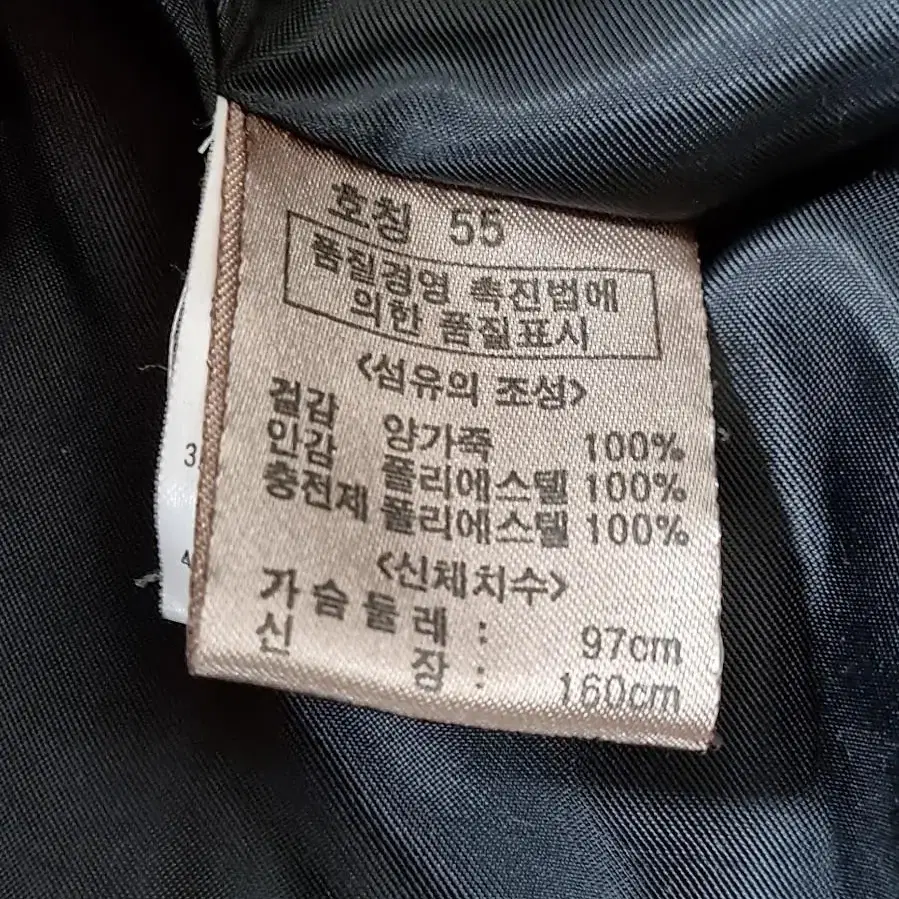 호칭 55
품질경영 촉진법에
의한 품질표시
<섬유의 조성>
겉감 양가죽 100%
안감 폴리에스텔 100%
충전제 폴리에스텔 100%
<신체치수>
가슴둘레 : 97cm
신장 : 160cm
3
4